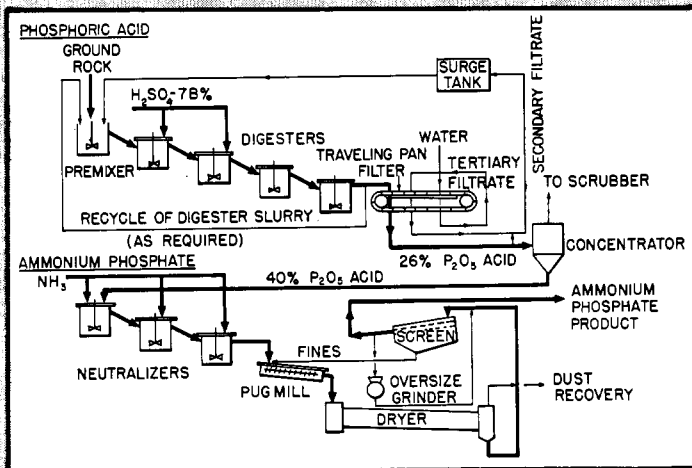 PHOSPHORIC ACID
GROUND
ROCK
H₂SO₄-78%
SURGE
TANK
SECONDARY FILTRATE
DIGESTERS
WATER
TRAVELING PAN
FILTER
TERTIARY
FILTRATE
PREMIXER
TO SCRUBBER
RECYCLE OF DIGESTER SLURRY
(AS REQUIRED)
CONCENTRATOR
26% P₂O₅ ACID
AMMONIUM PHOSPHATE
NH₃
40% P₂O₅ ACID
AMMONIUM
PHOSPHATE
PRODUCT
SCREEN
FINES
NEUTRALIZERS
PUG MILL
OVERSIZE
GRINDER
DUST
RECOVERY
DRYER